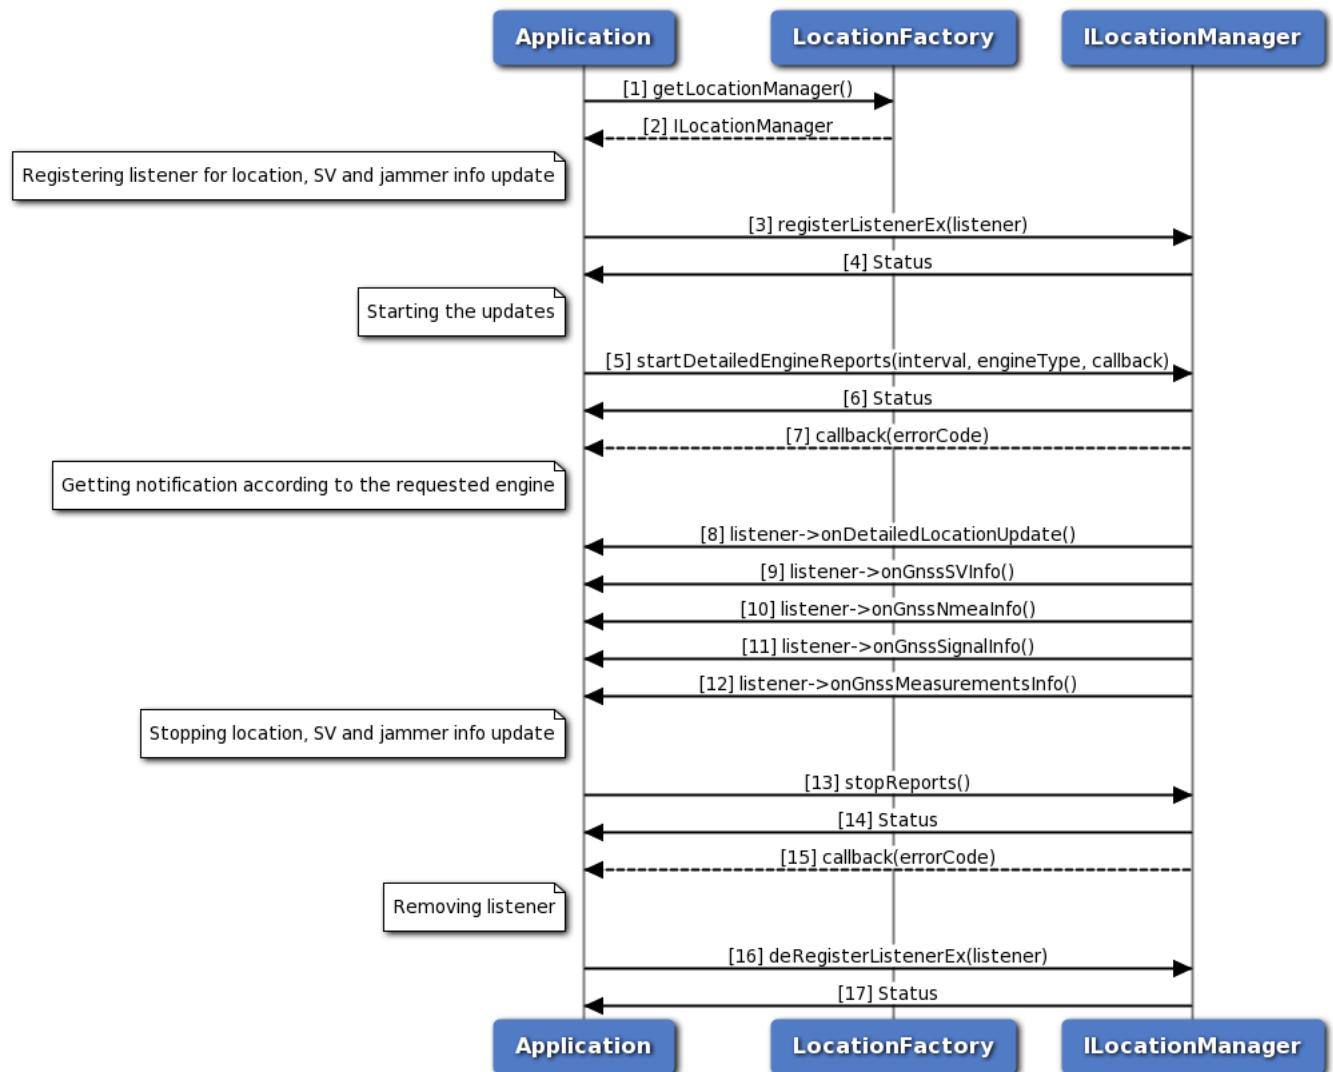 Application
LocationFactory
ILocationManager
[1] getLocationManager()
[2] ILocationManager
Registering listener for location, SV and jammer info update
[3] registerListenerEx(listener)
[4] Status
Starting the updates
[5] startDetailedEngineReports(interval, engineType, callback)
[6] Status
[7] callback(errorCode)
Getting notification according to the requested engine
[8] listener->onDetailedLocationUpdate()
[9] listener->onGnssSVInfo()
[10] listener->onGnssNmeaInfo()
[11] listener->onGnssSignalInfo()
[12] listener->onGnssMeasurementsInfo()
Stopping location, SV and jammer info update
[13] stopReports()
[14] Status
[15] callback(errorCode)
Removing listener
[16] deRegisterListenerEx(listener)
[17] Status
Application
LocationFactory
ILocationManager